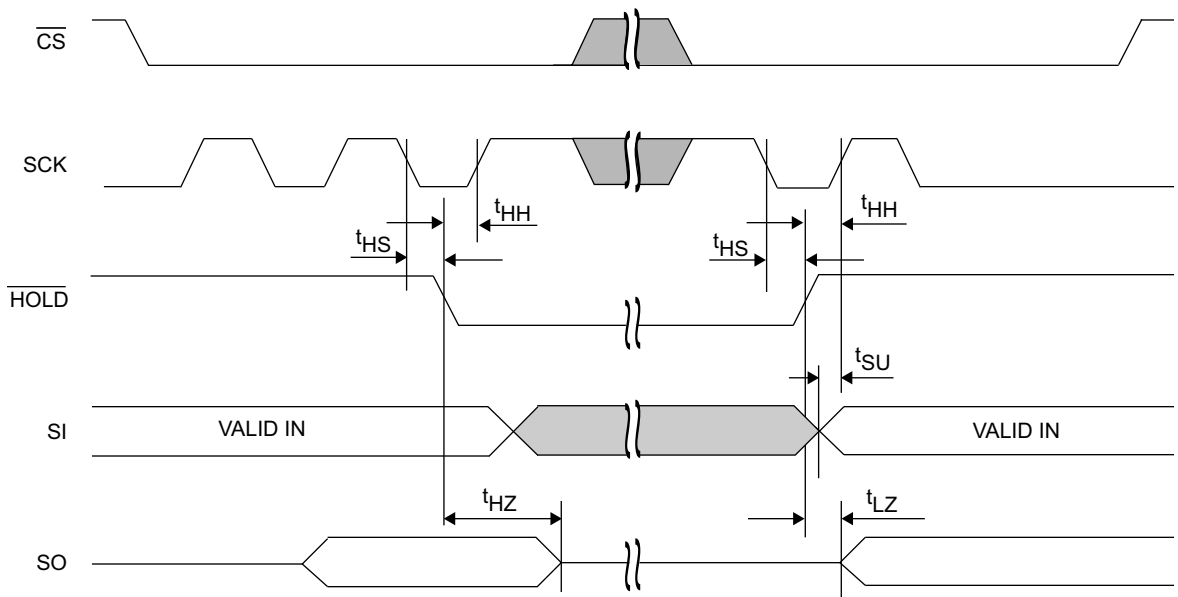 CS
SCK
tHH
tHH
tHS
tHS
HOLD
tSU
SI
VALID IN
VALID IN
tHZ
tLZ
SO